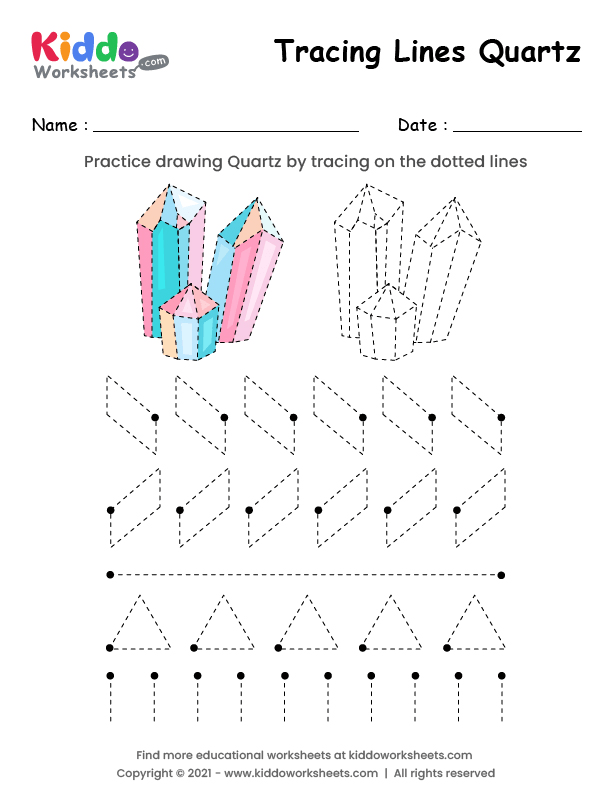 Kiddo
Worksheets
.com
Tracing Lines Quartz
Name :
Date :
Practice drawing Quartz by tracing on the dotted lines
Find more educational worksheets at kiddoworksheets.com
Copyright © 2021 - www.kiddoworksheets.com | All rights reserved